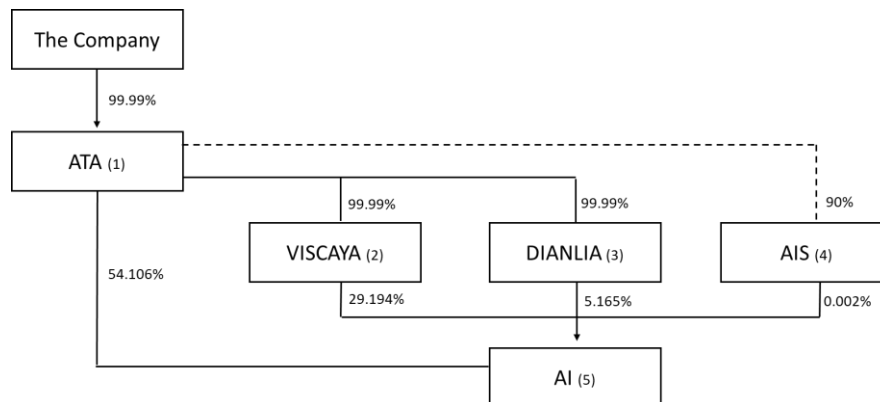 The Company
99.99%
ATA (1)
99.99%
99.99%
90%
VISCAYA (2)
DIANLIA (3)
AIS (4)
54.106%
29.194%
5.165%
0.002%
AI (5)